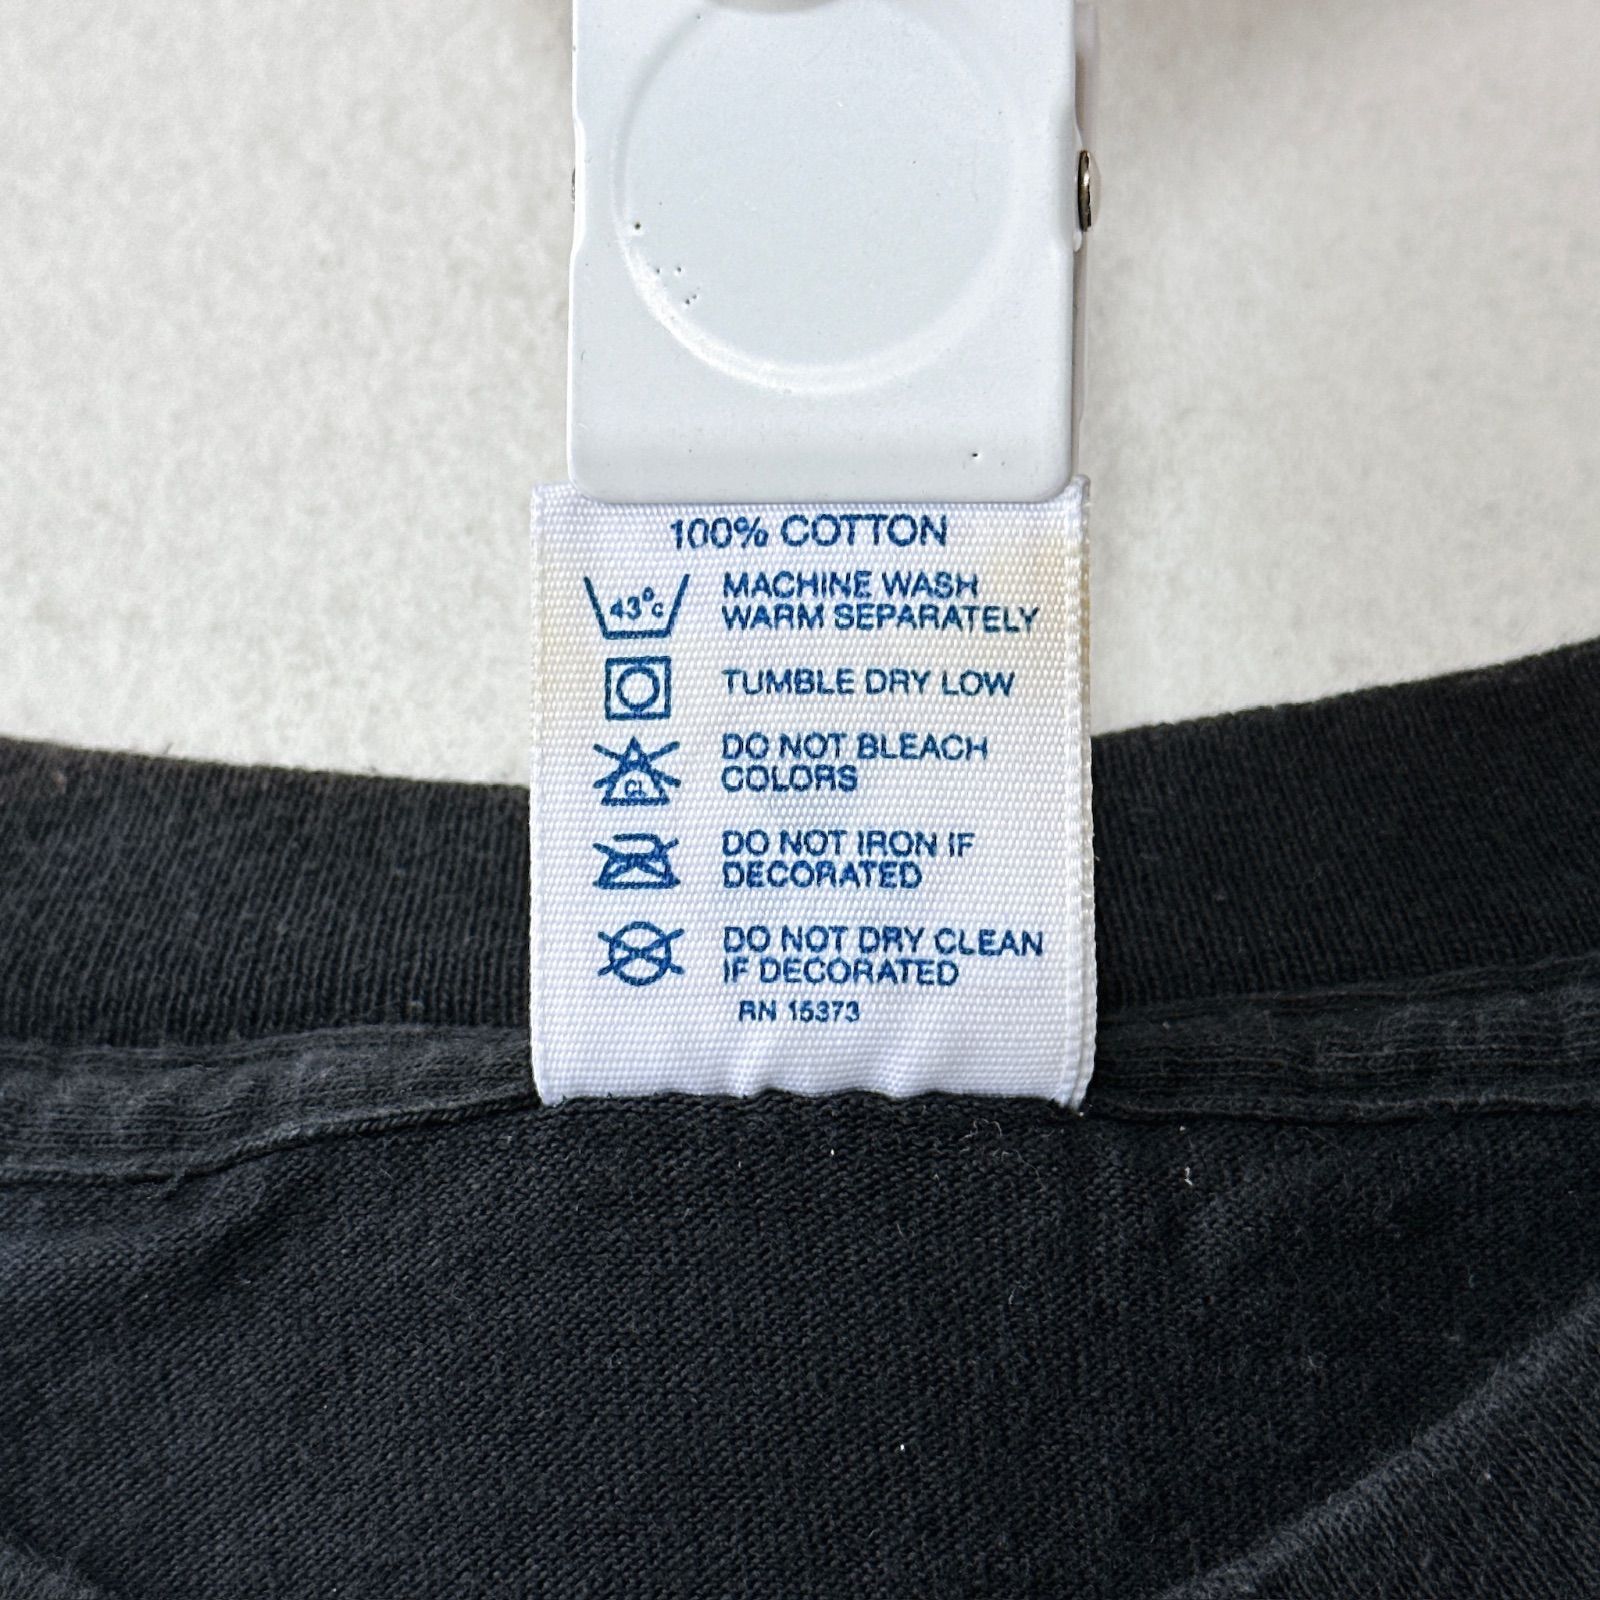 100% COTTON
43°C
MACHINE WASH
WARM SEPARATELY
TUMBLE DRY LOW
CL
DO NOT BLEACH
COLORS
DO NOT IRON IF
DECORATED
DO NOT DRY CLEAN
IF DECORATED
RN 15373